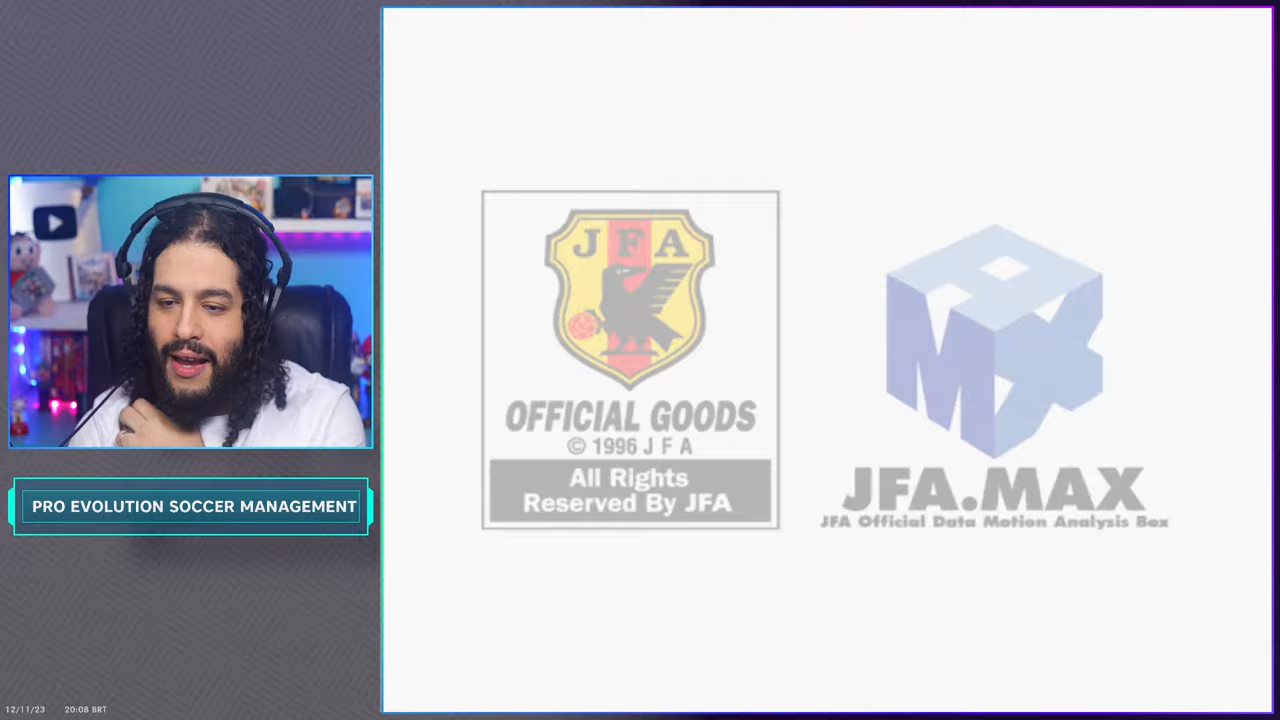 PRO EVOLUTION SOCCER MANAGEMENT
12/11/23 20:08 BRT
JFA
OFFICIAL GOODS
© 1996 J F A
All Rights
Reserved By JFA
MAX
JFA.MAX
JFA Official Data Motion Analysis Box